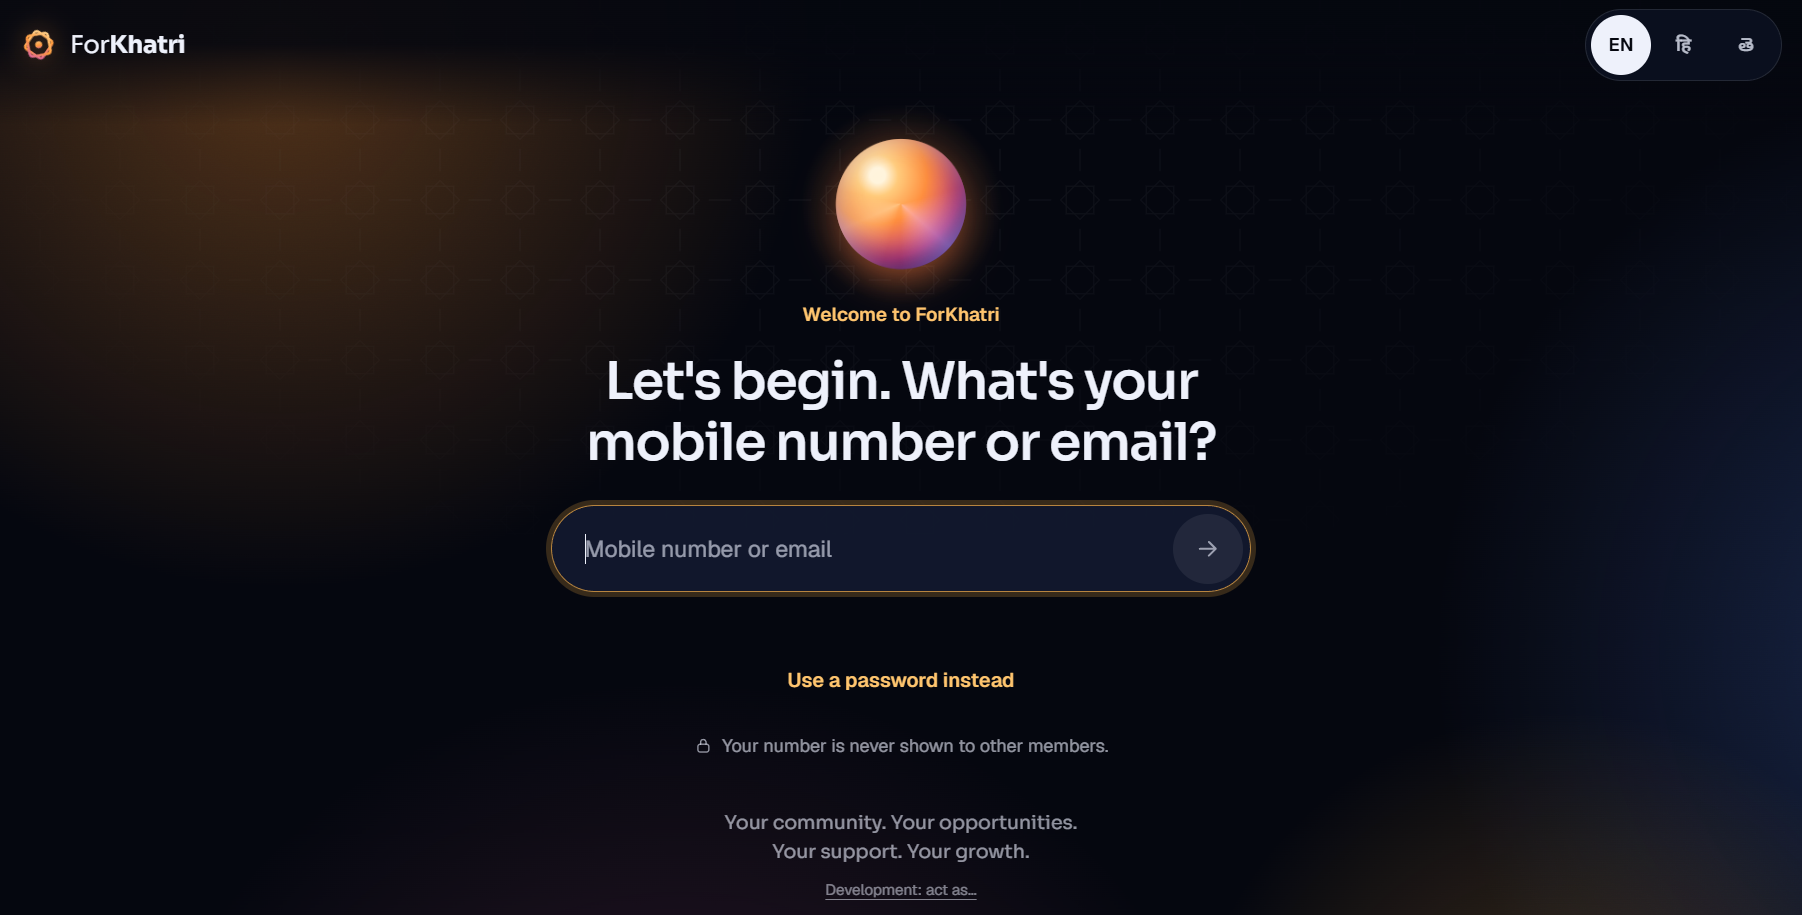 ForKhatri
EN
हि
తె
Welcome to ForKhatri
Let's begin. What's your
mobile number or email?
Mobile number or email
Use a password instead
Your number is never shown to other members.
Your community. Your opportunities.
Your support. Your growth.
Development: act as…